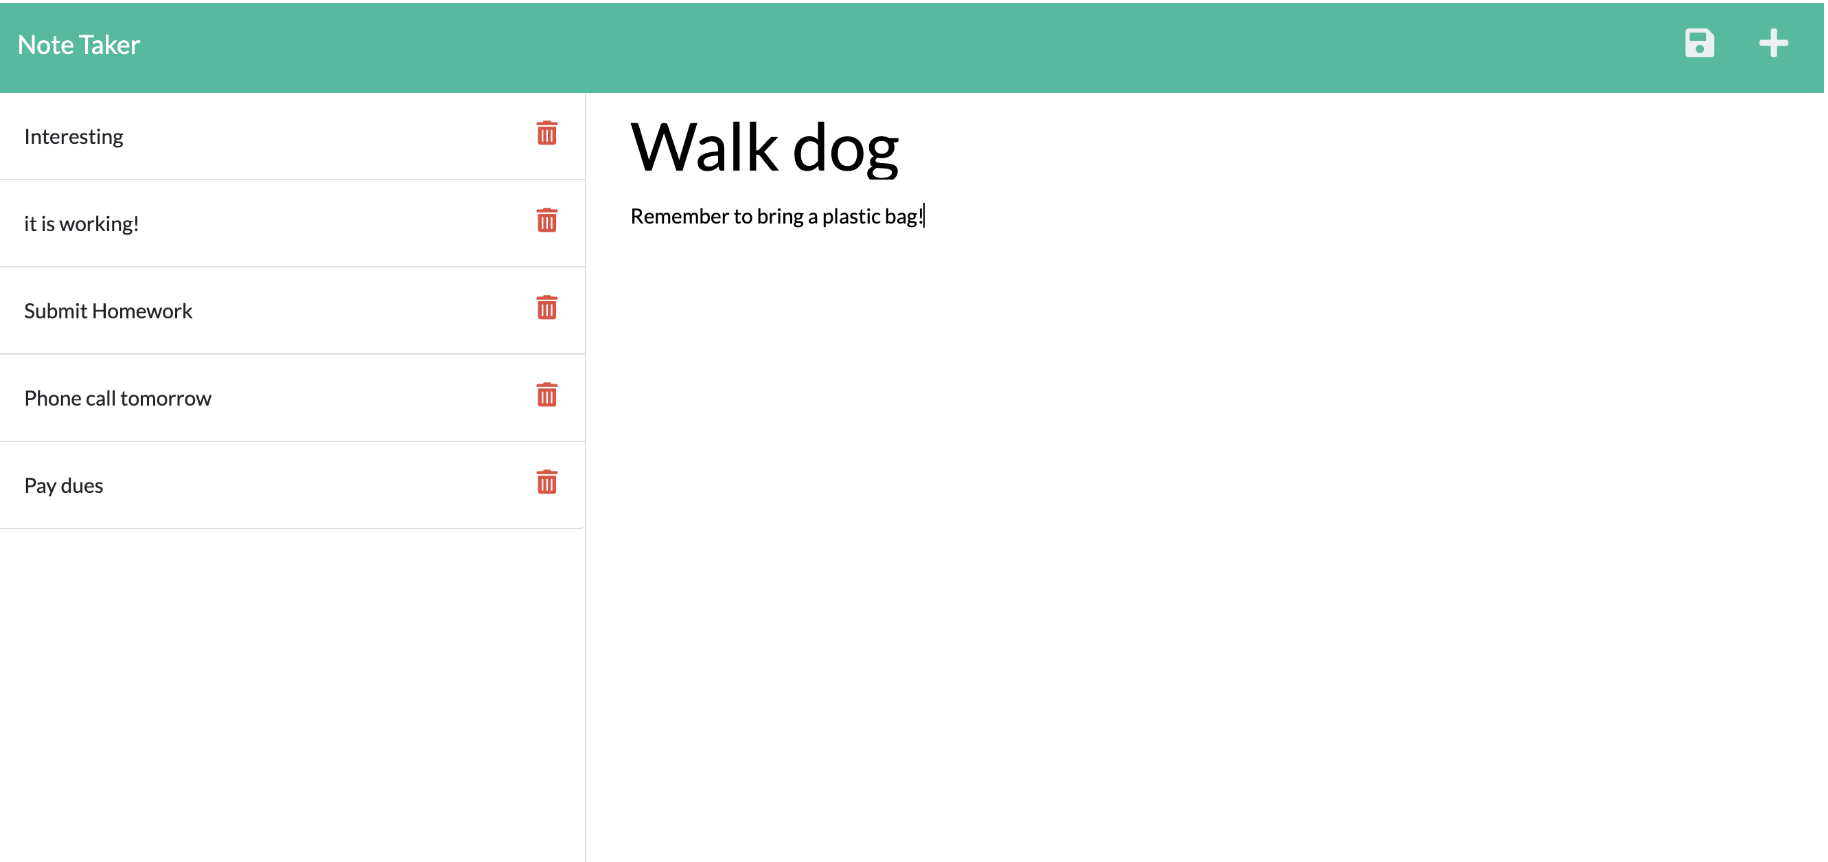 Note Taker
Interesting
it is working!
Submit Homework
Phone call tomorrow
Pay dues
Walk dog
Remember to bring a plastic bag!